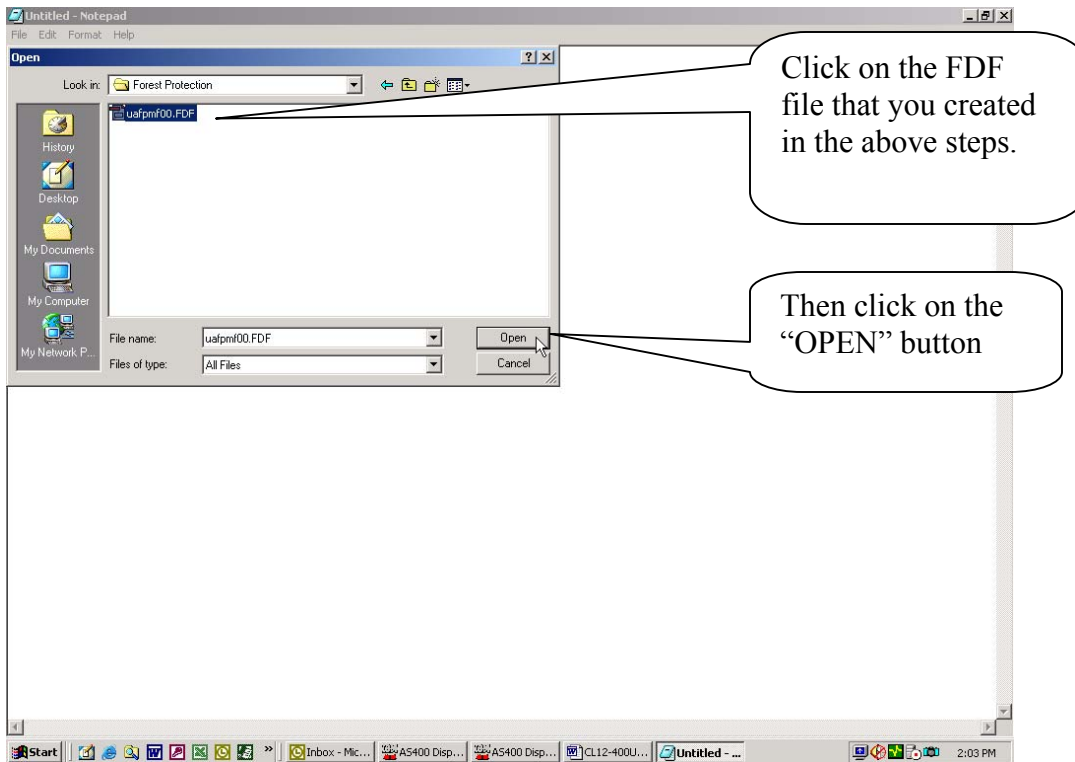 Untitled - Notepad
File Edit Format Help
Open
Look in: Forest Protection
uafpmf00.FDF
History
Desktop
My Documents
My Computer
My Network P...
File name: uafpmf00.FDF
Open
Files of type: All Files
Cancel
Click on the FDF
file that you created
in the above steps.
Then click on the
“OPEN” button
Start
Inbox - Mic...
AS400 Disp...
AS400 Disp...
CL12-400U...
Untitled - ...
2:03 PM